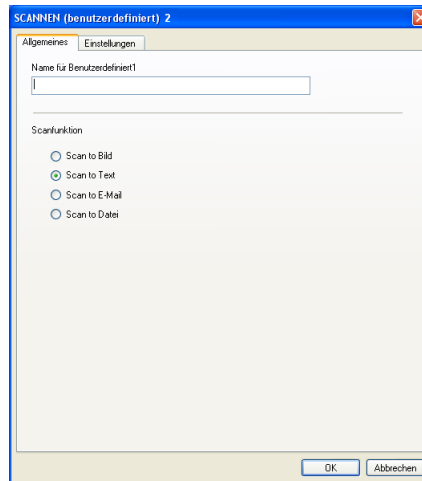 SCANNEN (benutzerdefiniert) 2
Allgemeines Einstellungen
Name für Benutzerdefiniert1
Scanfunktion
Scan to Bild
Scan to Text
Scan to E-Mail
Scan to Datei
OK Abbrechen